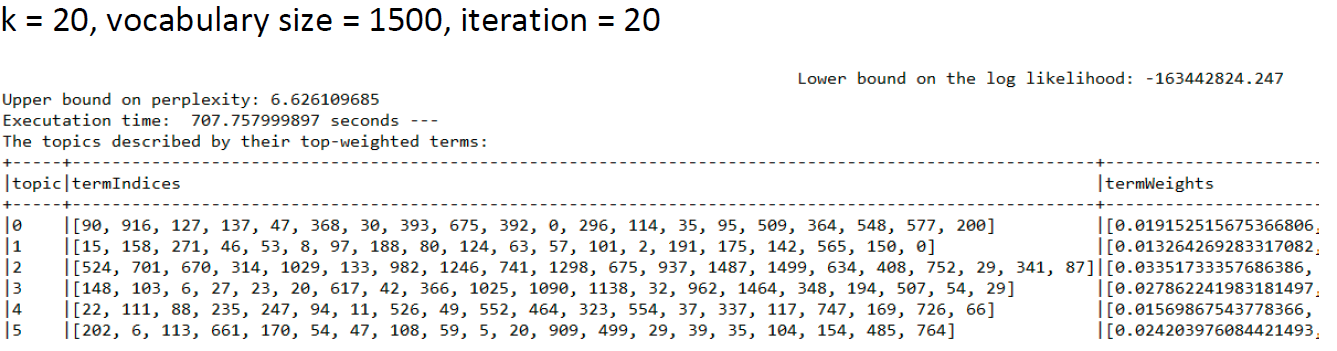 k = 20, vocabulary size = 1500, iteration = 20
Lower bound on the log likelihood: -163442824.247
Upper bound on perplexity: 6.626109685
Executation time:  707.757999897 seconds ---
The topics described by their top-weighted terms:
|topic|termIndices |termWeights
|0 |[90, 916, 127, 137, 47, 368, 30, 393, 675, 392, 0, 296, 114, 35, 95, 509, 364, 548, 577, 200] |[0.019152515675366806,
|1 |[15, 158, 271, 46, 53, 8, 97, 188, 80, 124, 63, 57, 101, 2, 191, 175, 142, 565, 150, 0] |[0.013264269283317082,
|2 |[524, 701, 670, 314, 1029, 133, 982, 1246, 741, 1298, 675, 937, 1487, 1499, 634, 408, 752, 29, 341, 87]|[0.03351733357686386,
|3 |[148, 103, 6, 27, 23, 20, 617, 42, 366, 1025, 1090, 1138, 32, 962, 1464, 348, 194, 507, 54, 29] |[0.027862241983181497,
|4 |[22, 111, 88, 235, 247, 94, 11, 526, 49, 552, 464, 323, 554, 37, 337, 117, 747, 169, 726, 66] |[0.01569867543778366,
|5 |[202, 6, 113, 661, 170, 54, 47, 108, 59, 5, 20, 909, 499, 29, 39, 35, 104, 154, 485, 764] |[0.024203976084421493,